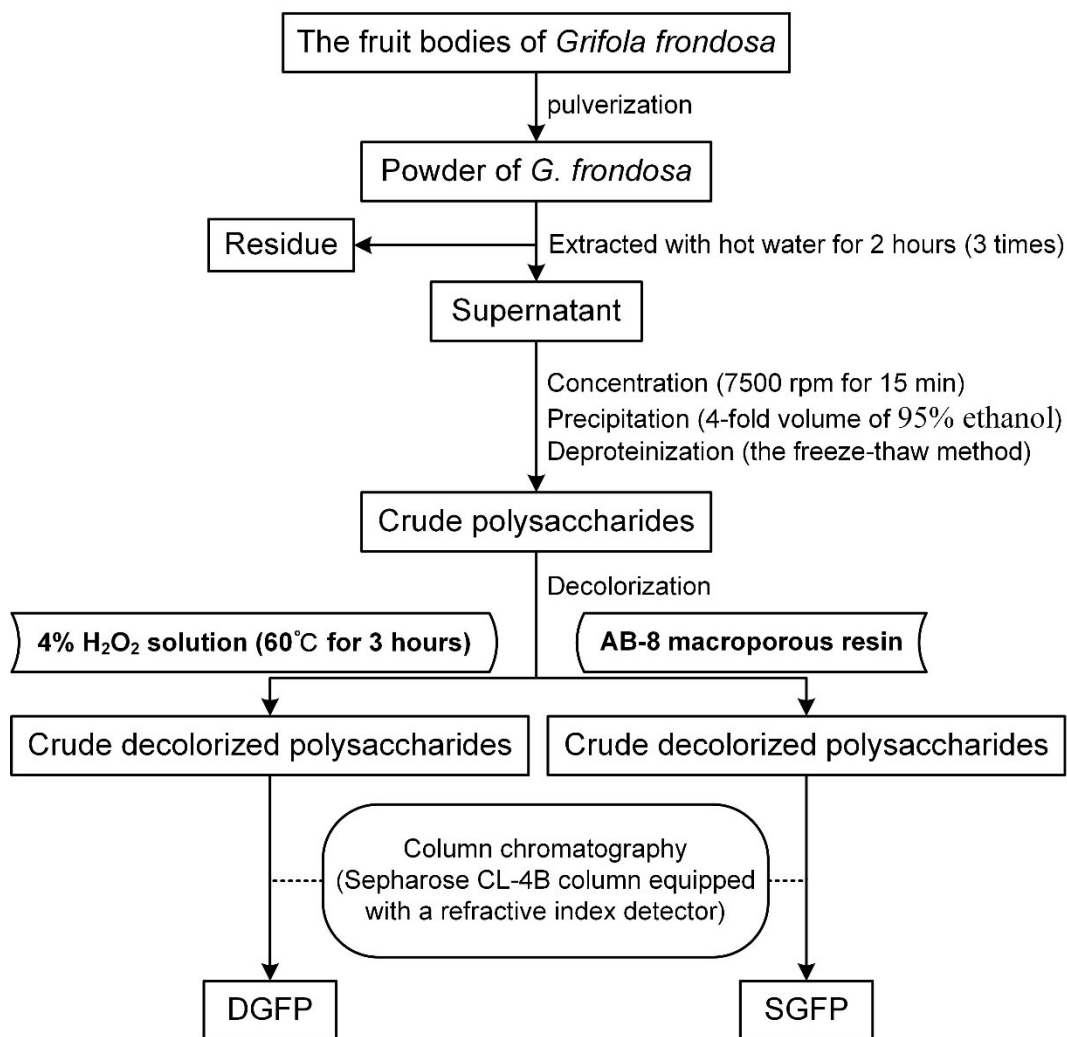 The fruit bodies of Grifola frondosa
pulverization
Powder of G. frondosa
Residue
Extracted with hot water for 2 hours (3 times)
Supernatant
Concentration (7500 rpm for 15 min)
Precipitation (4-fold volume of 95% ethanol)
Deproteinization (the freeze-thaw method)
Crude polysaccharides
Decolorization
4% H₂O₂ solution (60°C for 3 hours)
AB-8 macroporous resin
Crude decolorized polysaccharides
Crude decolorized polysaccharides
Column chromatography
(Sepharose CL-4B column equipped
with a refractive index detector)
DGFP
SGFP